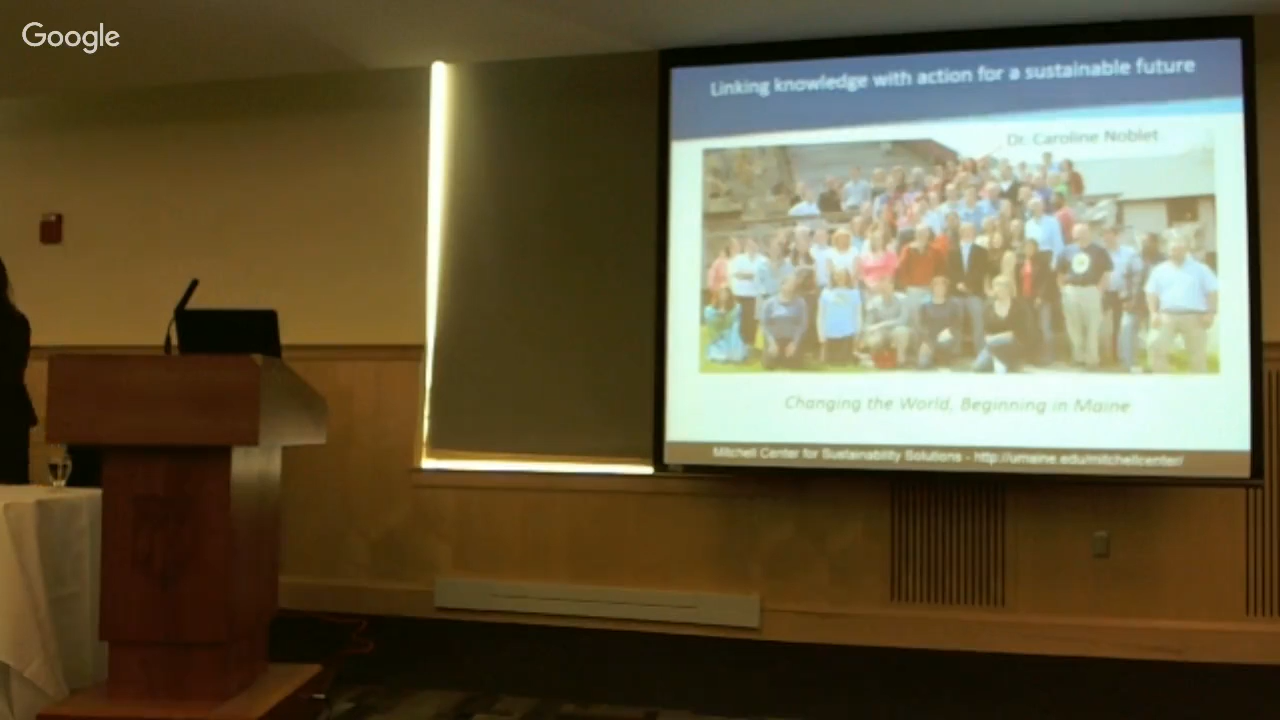 Google
Linking knowledge with action for a sustainable future
Dr. Caroline Noblet
Changing the World, Beginning in Maine
Mitchell Center for Sustainability Solutions - http://umaine.edu/mitchellcenter/